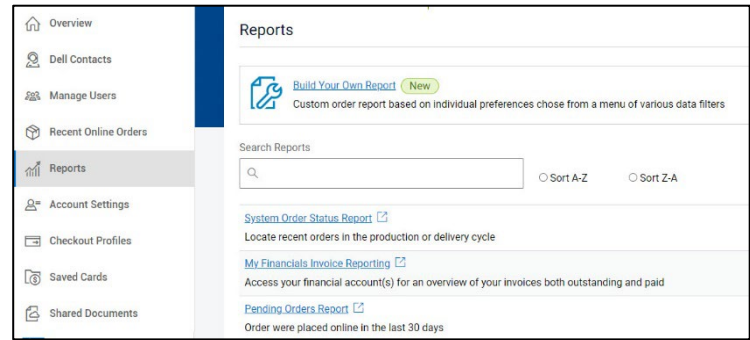 Overview
Dell Contacts
Manage Users
Recent Online Orders
Reports
Account Settings
Checkout Profiles
Saved Cards
Shared Documents
Reports
Build Your Own Report New
Custom order report based on individual preferences chose from a menu of various data filters
Search Reports
Sort A-Z Sort Z-A
System Order Status Report
Locate recent orders in the production or delivery cycle
My Financials Invoice Reporting
Access your financial account(s) for an overview of your invoices both outstanding and paid
Pending Orders Report
Order were placed online in the last 30 days